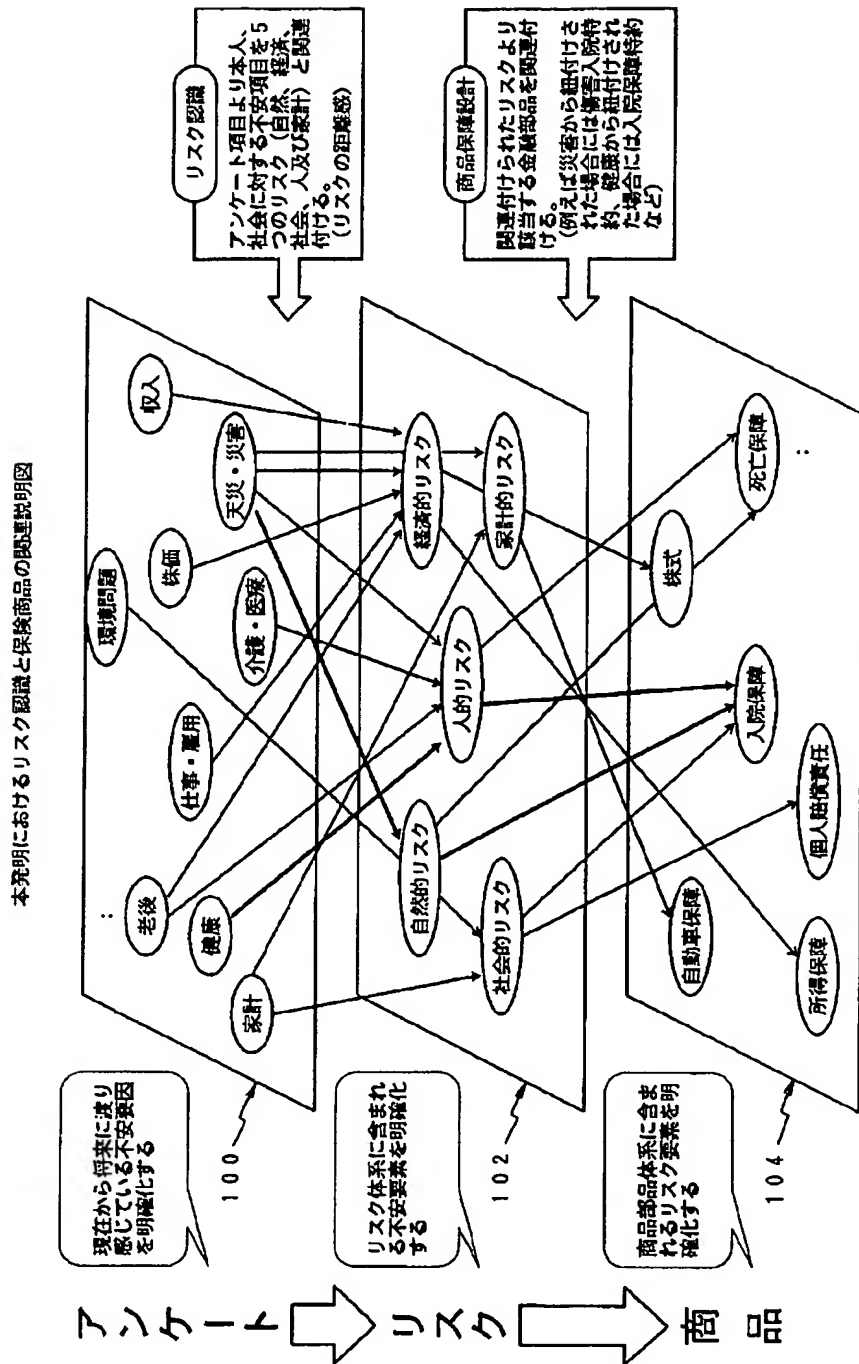 本発明におけるリスク認識と保険商品の関連説明図
アンケート
リスク
商品
現在から将来に渡り
感じている不安要因
を明確化する
100
リスク体系に含まれ
る不安要素を明確化
する
102
商品部品体系に含ま
れるリスク要素を明
確化する
104
:
老後
健康
家計
仕事・雇用
環境問題
株価
介護・医療
天災・災害
収入
自然的リスク
社会的リスク
人的リスク
経済的リスク
家計的リスク
自動車保障
所得保障
個人賠償責任
入院保障
株式
死亡保障
:
リスク認識
アンケート項目より本人、
社会に対する不安項目を5
つのリスク(自然、経済、
社会、人及び家計)と関連
付ける。
(リスクの距離感)
商品保障設計
関連付けられたリスクより
該当する金融部品を関連付
ける。
(例えば災害から紐付けさ
れた場合には傷害入院特
約、健康から紐付けされ
た場合には入院保障特約
など)